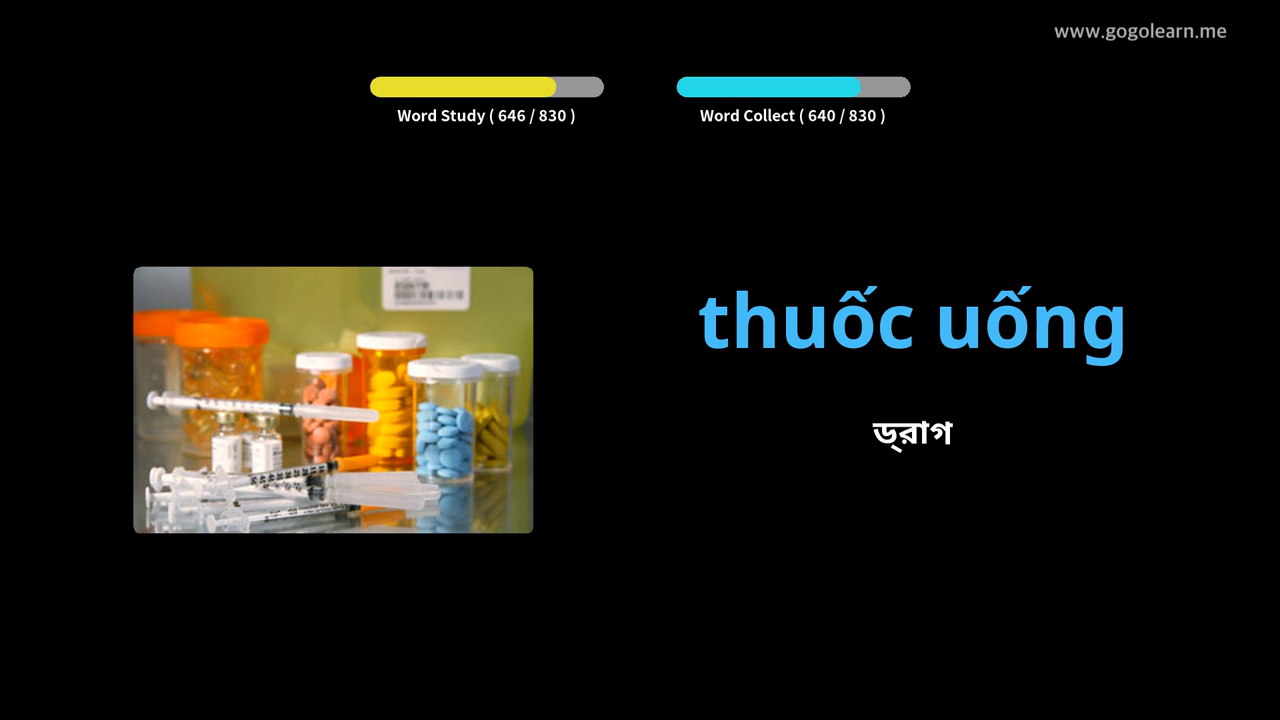 www.gogolearn.me
Word Study ( 646 / 830 )
Word Collect ( 640 / 830 )
thuốc uống
ড্রাগ